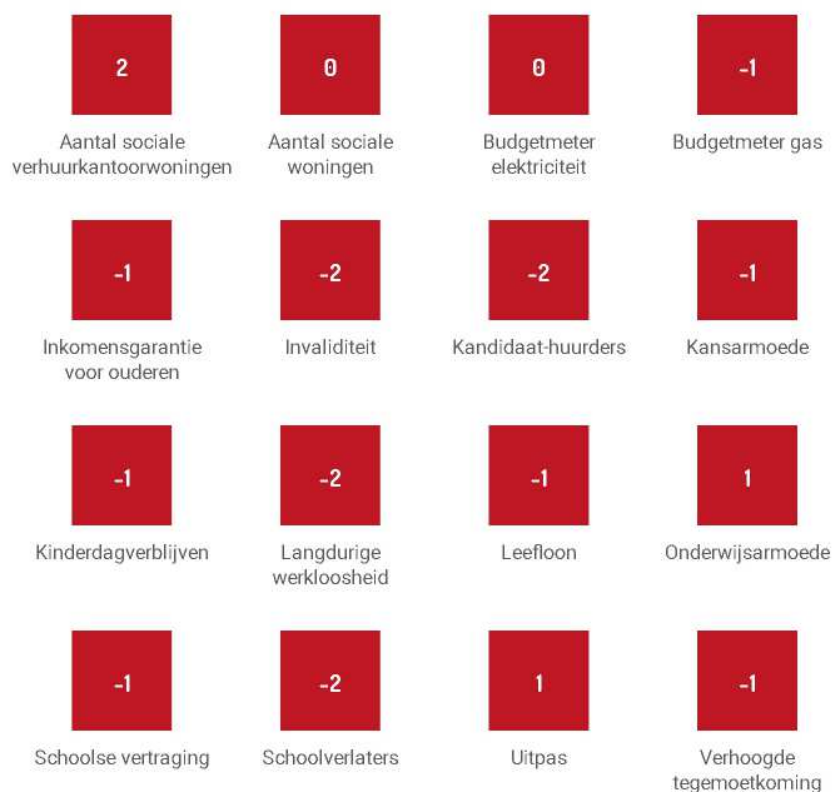 2
0
0
-1
Aantal sociale
verhuurkantoorwoningen
Aantal sociale
woningen
Budgetmeter
elektriciteit
Budgetmeter gas
-1
-2
-2
-1
Inkomensgarantie
voor ouderen
Invaliditeit
Kandidaat-huurders
Kansarmoede
-1
-2
-1
1
Kinderdagverblijven
Langdurige
werkloosheid
Leefloon
Onderwijsarmoede
-1
-2
1
-1
Schoolse vertraging
Schoolverlaters
Uitpas
Verhoogde
tegemoetkoming